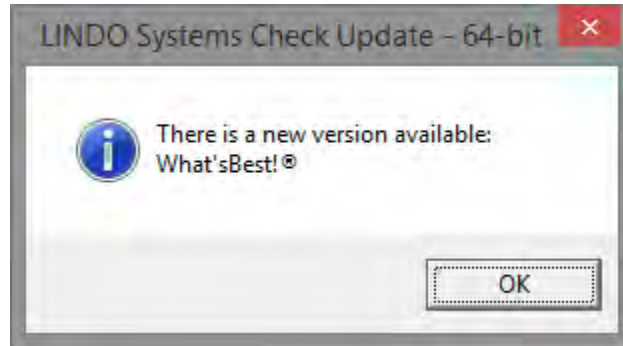 LINDO Systems Check Update - 64-bit
There is a new version available:
What'sBest!®
OK